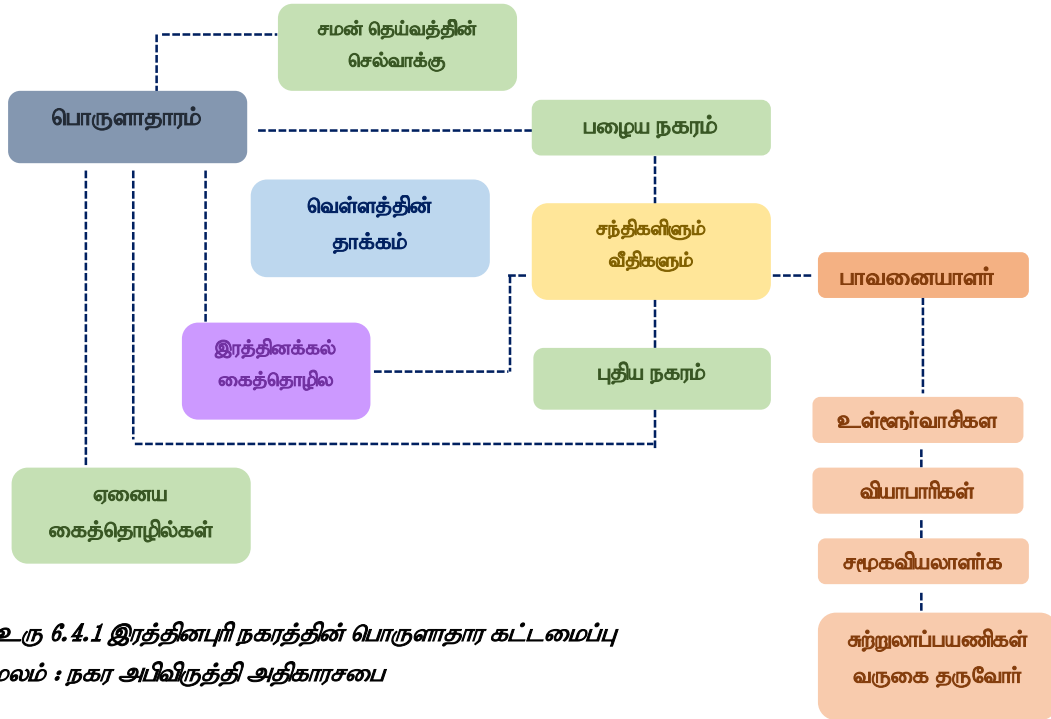 சமன் தெய்வத்தின்
செல்வாக்கு
பொருளாதாரம்
பழைய நகரம்
வெள்ளத்தின்
தாக்கம்
சந்திகளிளும்
வீதிகளும்
பாவனையாளர்
இரத்தினக்கல்
கைத்தொழில
புதிய நகரம்
உள்ளூர்வாசிகள
வியாபாரிகள்
ஏனைய
கைத்தொழில்கள்
சமூகவியலாளர்க
சுற்றுலாப்பயணிகள்
வருகை தருவோர்
உரு 6.4.1 இரத்தினபுரி நகரத்தின் பொருளாதார கட்டமைப்பு
மூலம் : நகர அபிவிருத்தி அதிகாரசபை